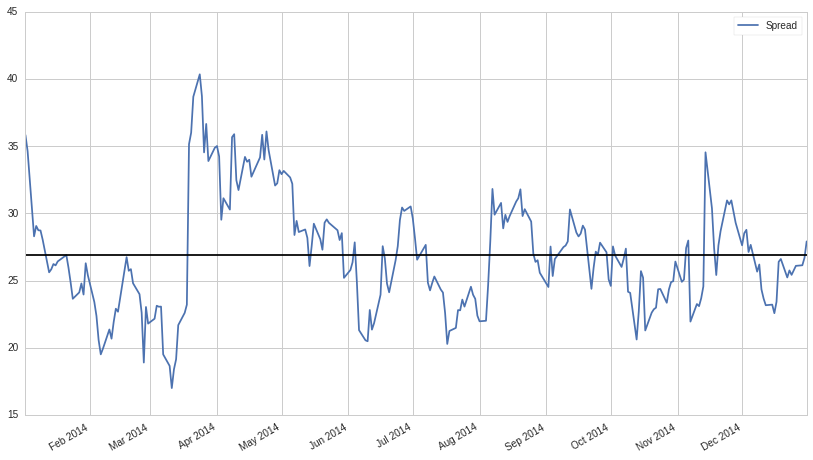 45
40
35
30
25
20
15
Spread
Feb 2014
Mar 2014
Apr 2014
May 2014
Jun 2014
Jul 2014
Aug 2014
Sep 2014
Oct 2014
Nov 2014
Dec 2014